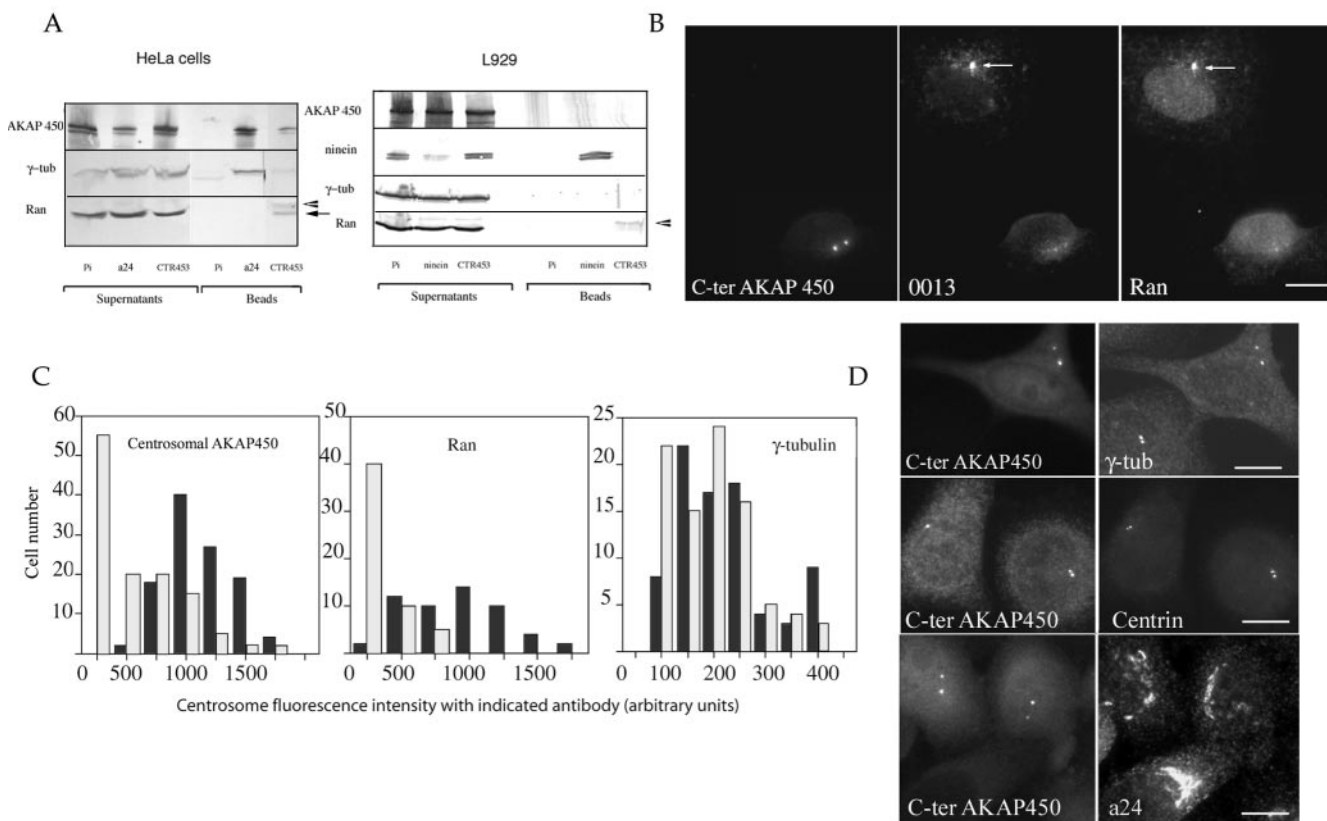 A
HeLa cells
AKAP 450
γ–tub
Ran
Pi a24 CTR453 Pi a24 CTR453
Supernatants Beads
L929
AKAP 450
ninein
γ–tub
Ran
Pi ninein CTR453 Pi ninein CTR453
Supernatants Beads
B
C-ter AKAP 450
0013
Ran
C
Cell number
60
50
40
30
20
10
Centrosomal AKAP450
0 500 1000 1500
50
40
30
20
10
Ran
0 500 1000 1500
25
20
15
10
5
γ-tubulin
0 100 200 300 400
Centrosome fluorescence intensity with indicated antibody (arbitrary units)
D
C-ter AKAP450
γ-tub
C-ter AKAP450
Centrin
C-ter AKAP450
a24